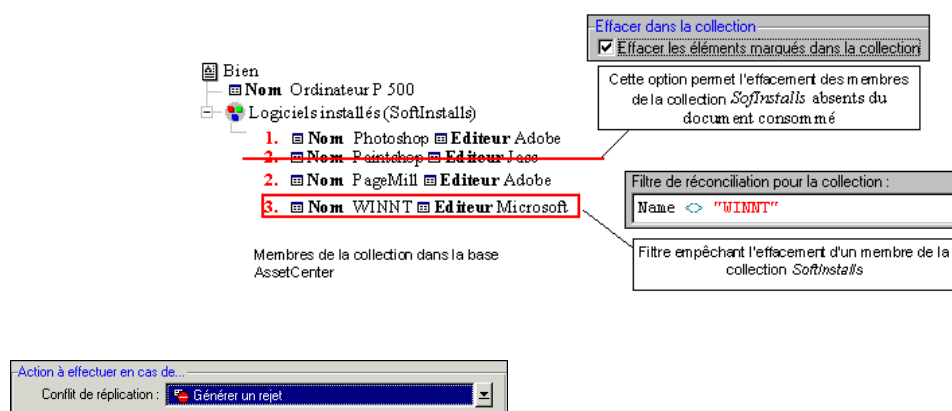 Effacer dans la collection
Effacer les éléments marqués dans la collection
Cette option permet l'effacement des membres
de la collection SofInstalls absents du
document consommé
Bien
Nom Ordinateur P 500
Logiciels installés (SoftInstalls)
1. Nom Photoshop Editeur Adobe
2. Nom Paintshop Editeur Jasc
2. Nom PageMill Editeur Adobe
3. Nom WINNT Editeur Microsoft
Filtre de réconciliation pour la collection :
Name <> "WINNT"
Filtre empêchant l'effacement d'un membre de la
collection SoftInstalls
Membres de la collection dans la base
AssetCenter
Action à effectuer en cas de...
Conflit de réplication : Générer un rejet